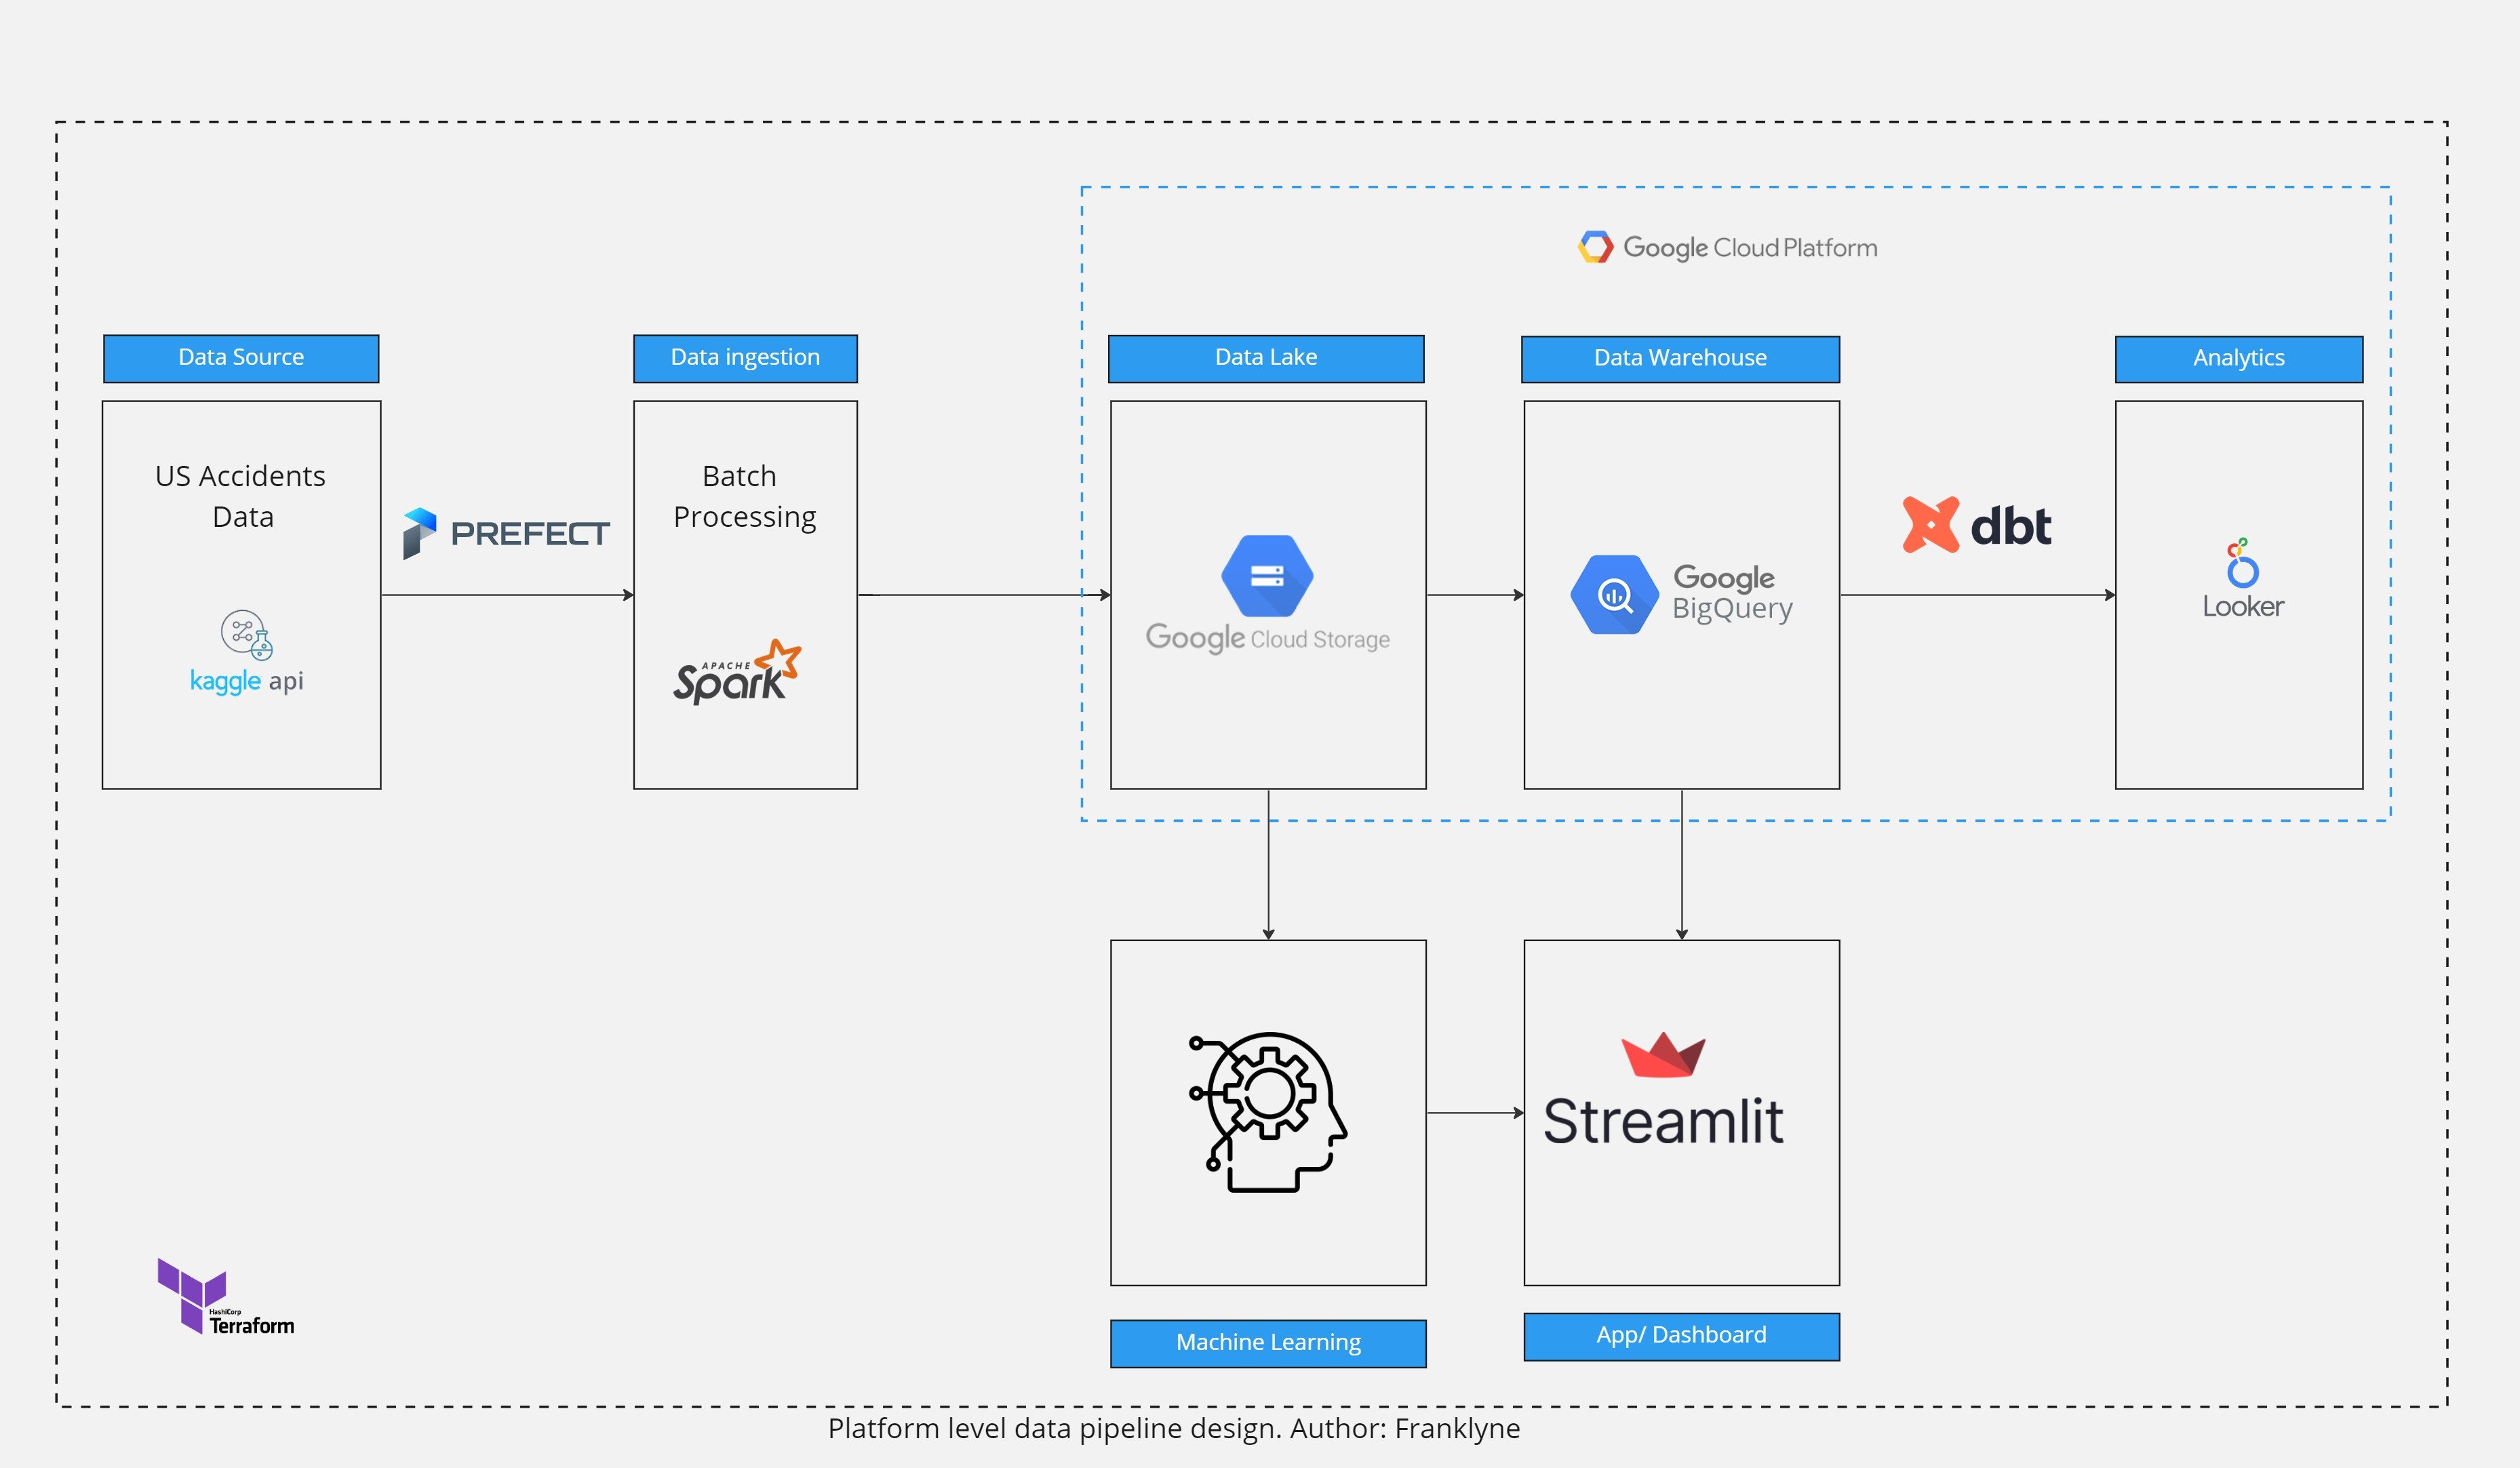 Google Cloud Platform
Data Source
Data ingestion
Data Lake
Data Warehouse
Analytics
US Accidents
Data
kaggle api
PREFECT
Batch
Processing
APACHE
Spark
Google Cloud Storage
Google
BigQuery
dbt
Looker
Streamlit
HashiCorp
Terraform
Machine Learning
App/ Dashboard
Platform level data pipeline design. Author: Franklyne